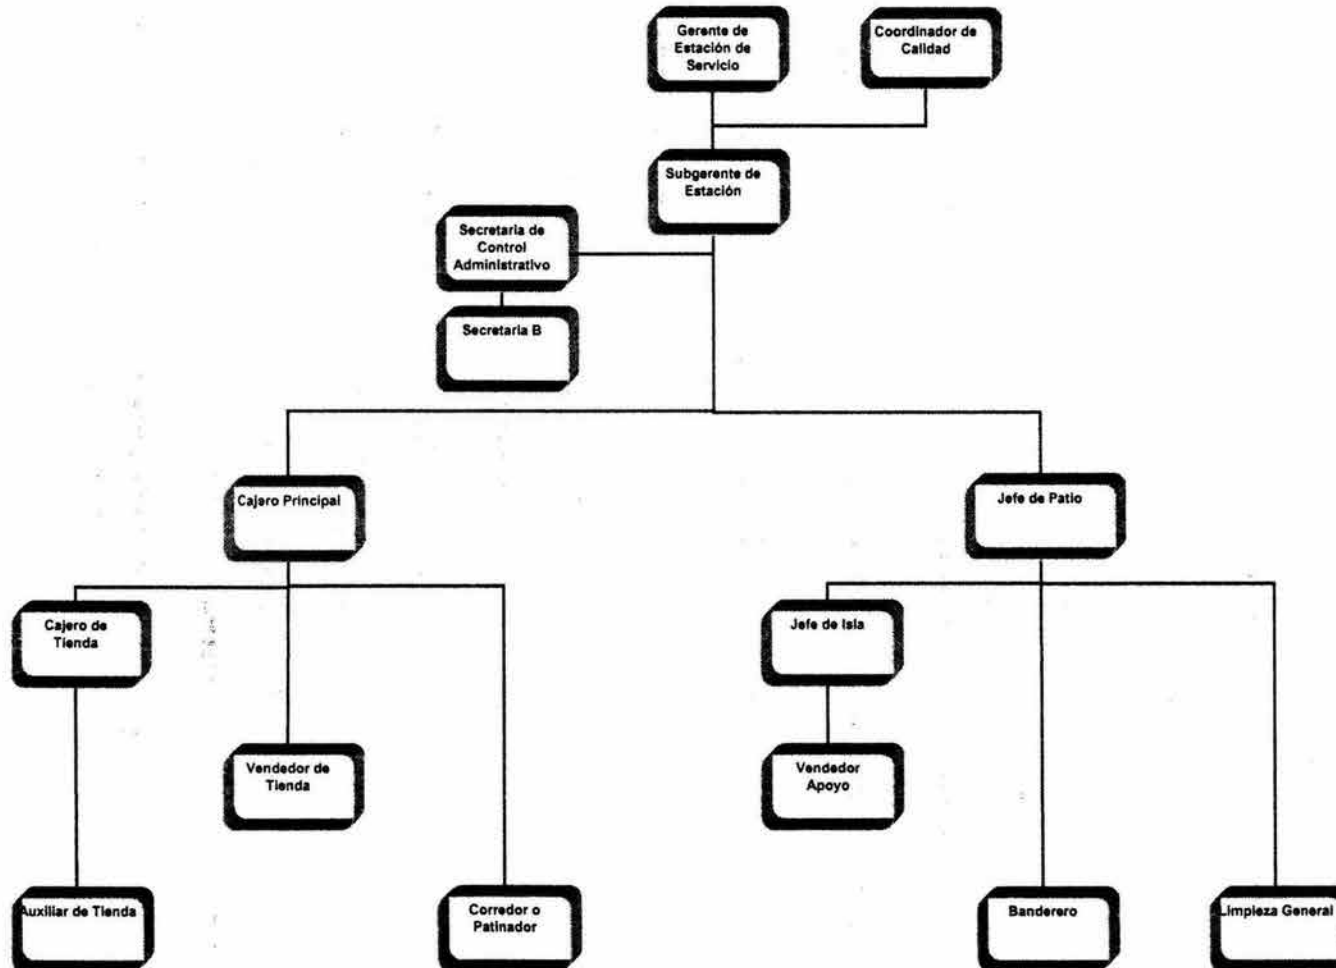 Gerente de
Estación de
Servicio
Coordinador de
Calidad
Subgerente de
Estación
Secretaria de
Control
Administrativo
Secretaria B
Cajero Principal
Jefe de Patio
Cajero de
Tienda
Jefe de Isla
Vendedor de
Tienda
Vendedor
Apoyo
Auxiliar de Tienda
Corredor o
Patinador
Banderero
Limpieza General